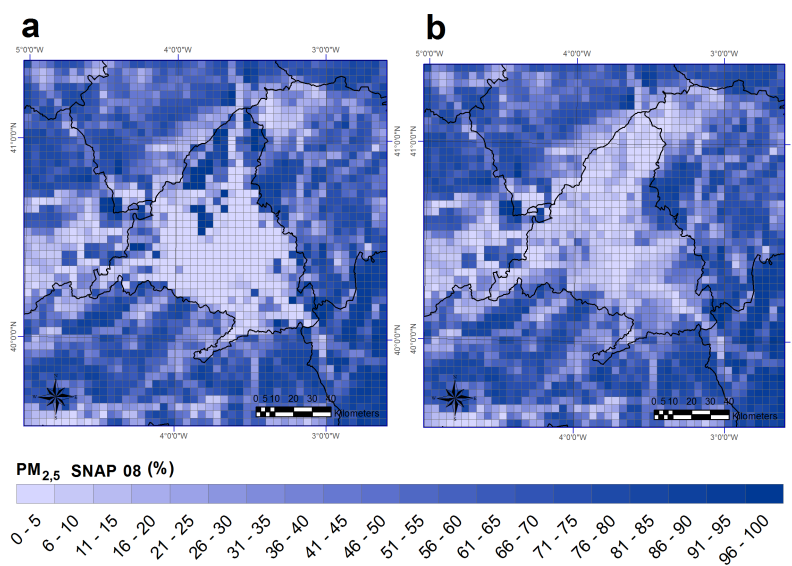 a
b
5°0'0"W 4°0'0"W 3°0'0"W
5°0'0"W 4°0'0"W 3°0'0"W
41°0'0"N
41°0'0"N
40°0'0"N
40°0'0"N
0 5 10 20 30 40
Kilometers
0 5 10 20 30 40
Kilometers
4°0'0"W 3°0'0"W
4°0'0"W 3°0'0"W
PM2,5 SNAP 08 (%)
0 - 5 6 - 10 11 - 15 16 - 20 21 - 25 26 - 30 31 - 35 36 - 40 41 - 45 46 - 50 51 - 55 56 - 60 61 - 65 66 - 70 71 - 75 76 - 80 81 - 85 86 - 90 91 - 95 96 - 100